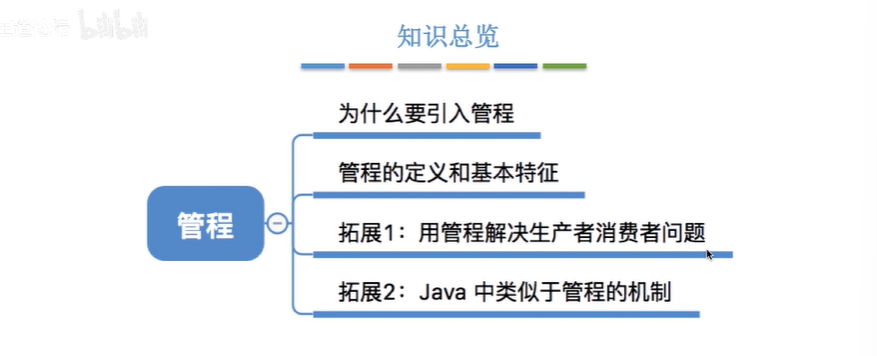 bilibili
知识总览
为什么要引入管程
管程的定义和基本特征
管程
拓展1：用管程解决生产者消费者问题
拓展2：Java 中类似于管程的机制